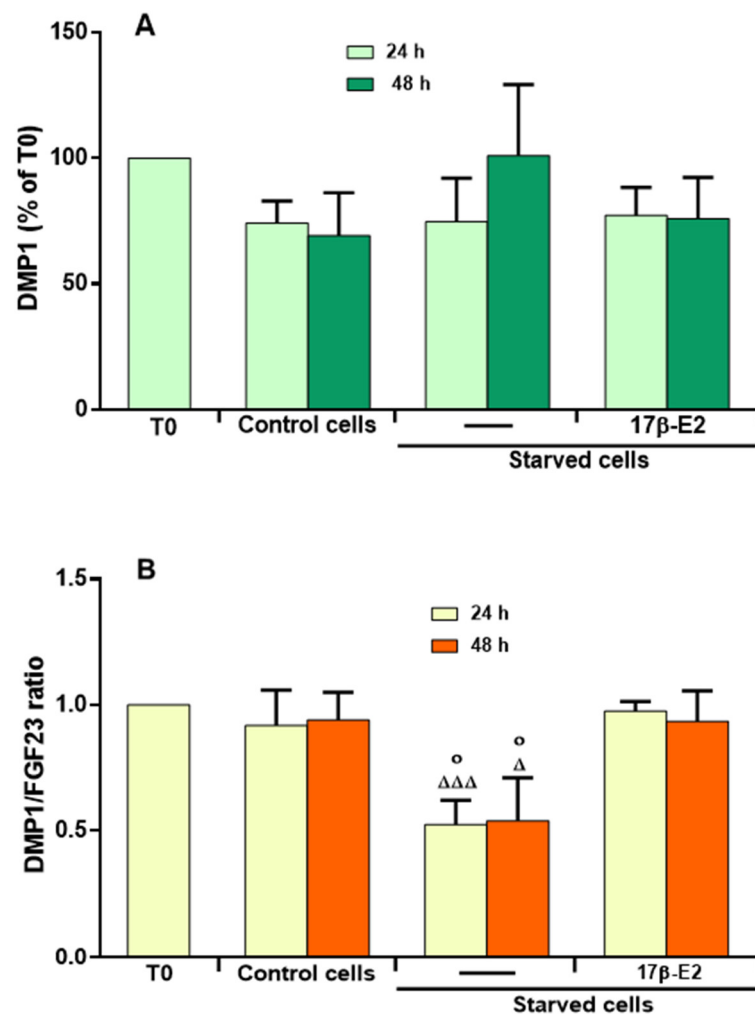 A
150
24 h
48 h
100
50
0
DMP1 (% of T0)
T0
Control cells
—
17β-E2
Starved cells
B
1.5
24 h
48 h
1.0
o
o
ΔΔΔ
Δ
0.5
0.0
DMP1/FGF23 ratio
T0
Control cells
—
17β-E2
Starved cells